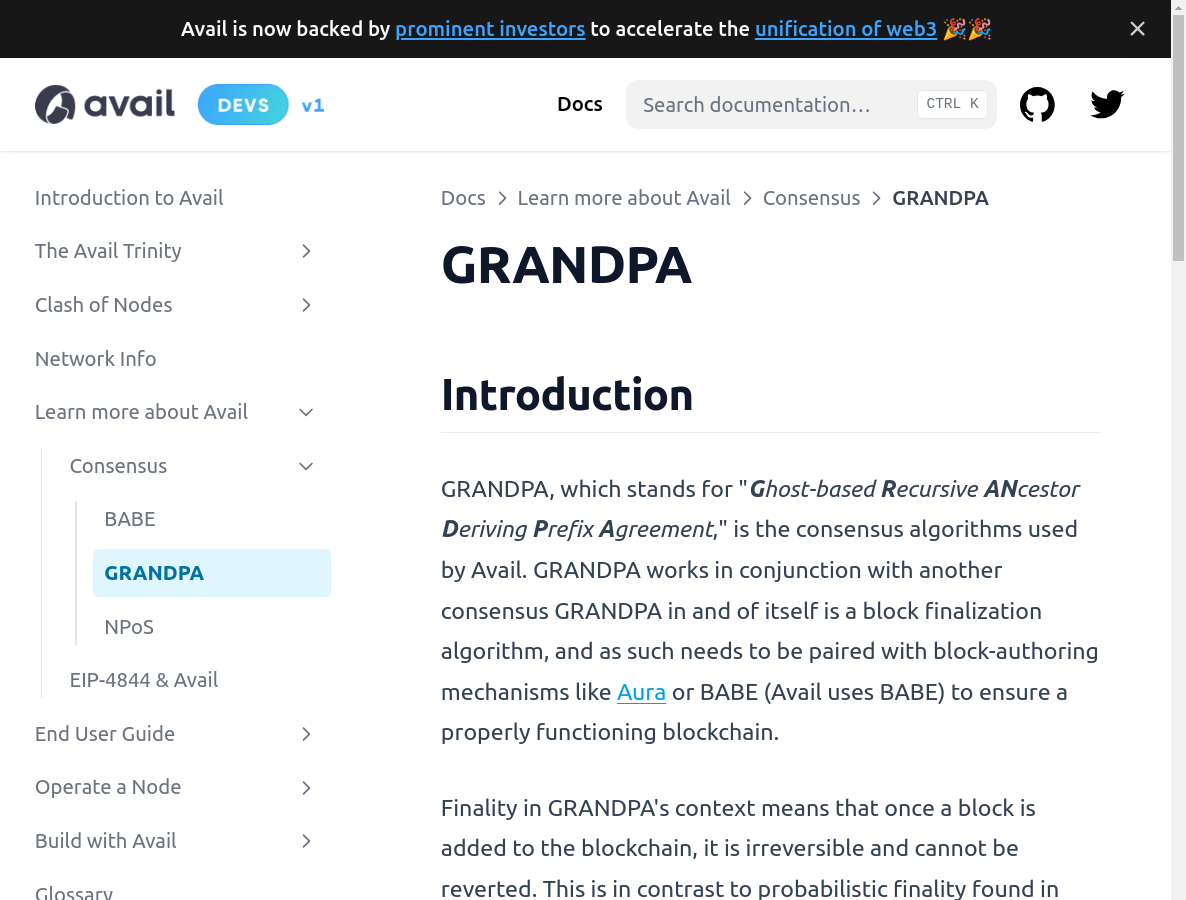 Avail is now backed by prominent investors to accelerate the unification of web3 🎉🎉
avail DEVS v1
Docs
Search documentation…
CTRL K
Introduction to Avail
The Avail Trinity
Clash of Nodes
Network Info
Learn more about Avail
Consensus
BABE
GRANDPA
NPoS
EIP-4844 & Avail
End User Guide
Operate a Node
Build with Avail
Glossary
Docs > Learn more about Avail > Consensus > GRANDPA
GRANDPA
Introduction
GRANDPA, which stands for "Ghost-based Recursive ANcestor
Deriving Prefix Agreement," is the consensus algorithms used
by Avail. GRANDPA works in conjunction with another
consensus GRANDPA in and of itself is a block finalization
algorithm, and as such needs to be paired with block-authoring
mechanisms like Aura or BABE (Avail uses BABE) to ensure a
properly functioning blockchain.
Finality in GRANDPA's context means that once a block is
added to the blockchain, it is irreversible and cannot be
reverted. This is in contrast to probabilistic finality found in